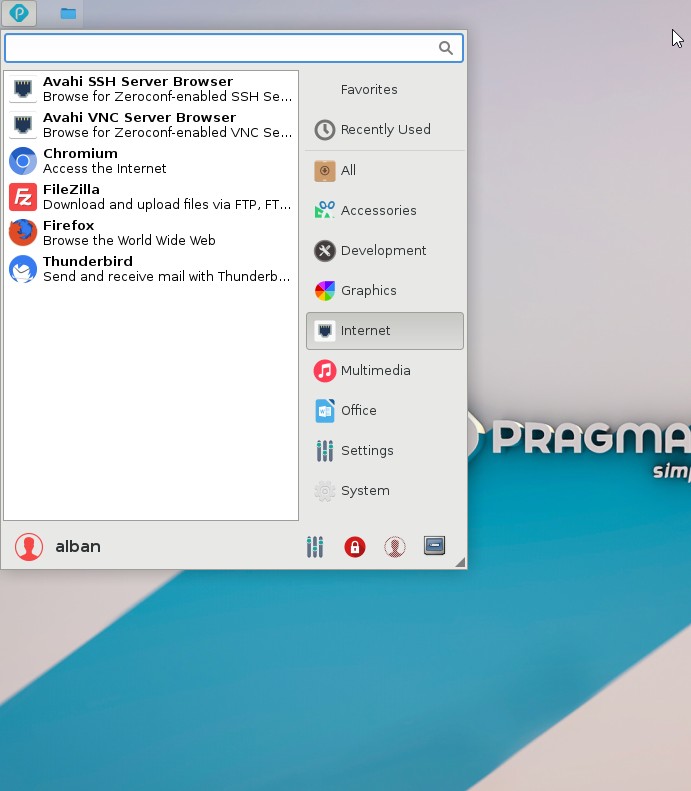 Avahi SSH Server Browser
Browse for Zeroconf-enabled SSH Se...
Avahi VNC Server Browser
Browse for Zeroconf-enabled VNC Se...
Chromium
Access the Internet
FileZilla
Download and upload files via FTP, FT...
Firefox
Browse the World Wide Web
Thunderbird
Send and receive mail with Thunderb...
Favorites
Recently Used
All
Accessories
Development
Graphics
Internet
Multimedia
Office
Settings
System
alban
PRAGMA
simp